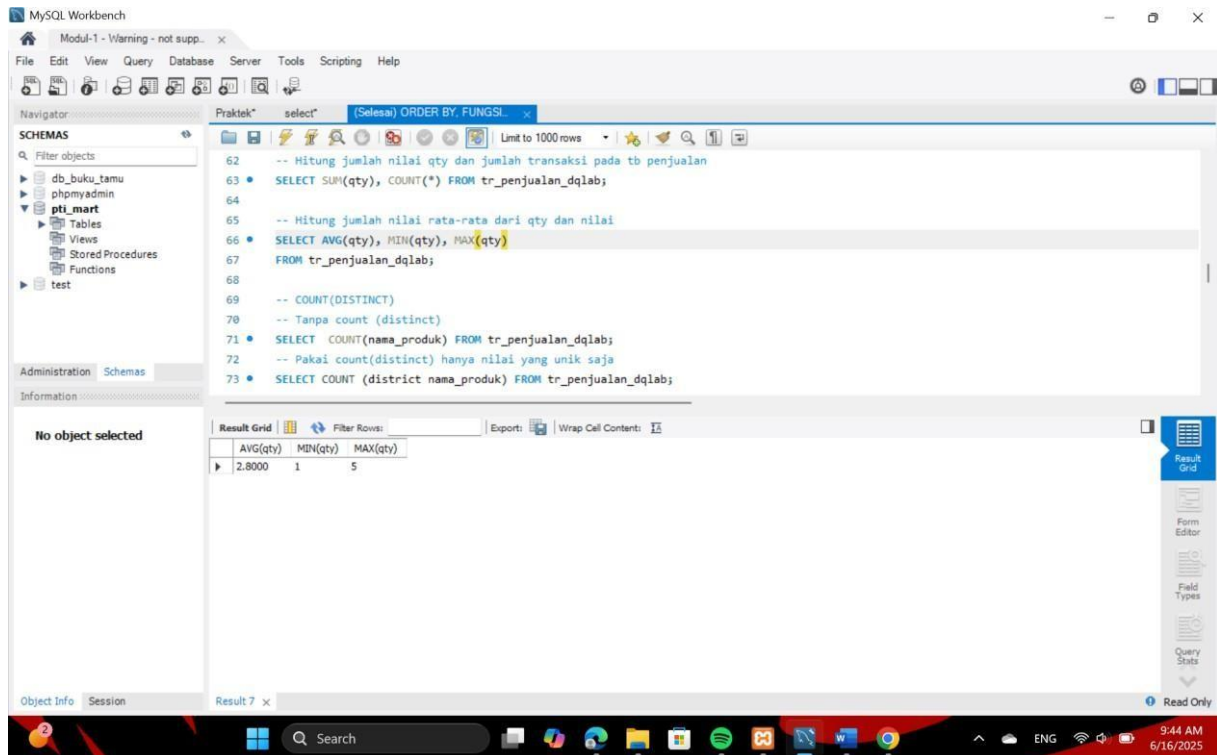 MySQL Workbench
Modul-1 - Warning - not supp..
File Edit View Query Database Server Tools Scripting Help
Navigator
Praktek* select* (Selesai) ORDER BY, FUNGSI...
SCHEMAS
Limit to 1000 rows
Filter objects
db_buku_tamu
phpmyadmin
pti_mart
Tables
Views
Stored Procedures
Functions
test
62 -- Hitung jumlah nilai qty dan jumlah transaksi pada tb penjualan
63 SELECT SUM(qty), COUNT(*) FROM tr_penjualan_dqlab;
64
65 -- Hitung jumlah nilai rata-rata dari qty dan nilai
66 SELECT AVG(qty), MIN(qty), MAX(qty)
67 FROM tr_penjualan_dqlab;
68
69 -- COUNT(DISTINCT)
70 -- Tanpa count (distinct)
71 SELECT COUNT(nama_produk) FROM tr_penjualan_dqlab;
72 -- Pakai count(distinct) hanya nilai yang unik saja
73 SELECT COUNT (district nama_produk) FROM tr_penjualan_dqlab;
Administration Schemas
Information
No object selected
Result Grid Filter Rows: Export: Wrap Cell Content:
AVG(qty) MIN(qty) MAX(qty)
2.8000 1 5
Result Grid
Form Editor
Field Types
Query Stats
Object Info Session
Result 7
Read Only
2
Search
ENG
9:44 AM
6/16/2025